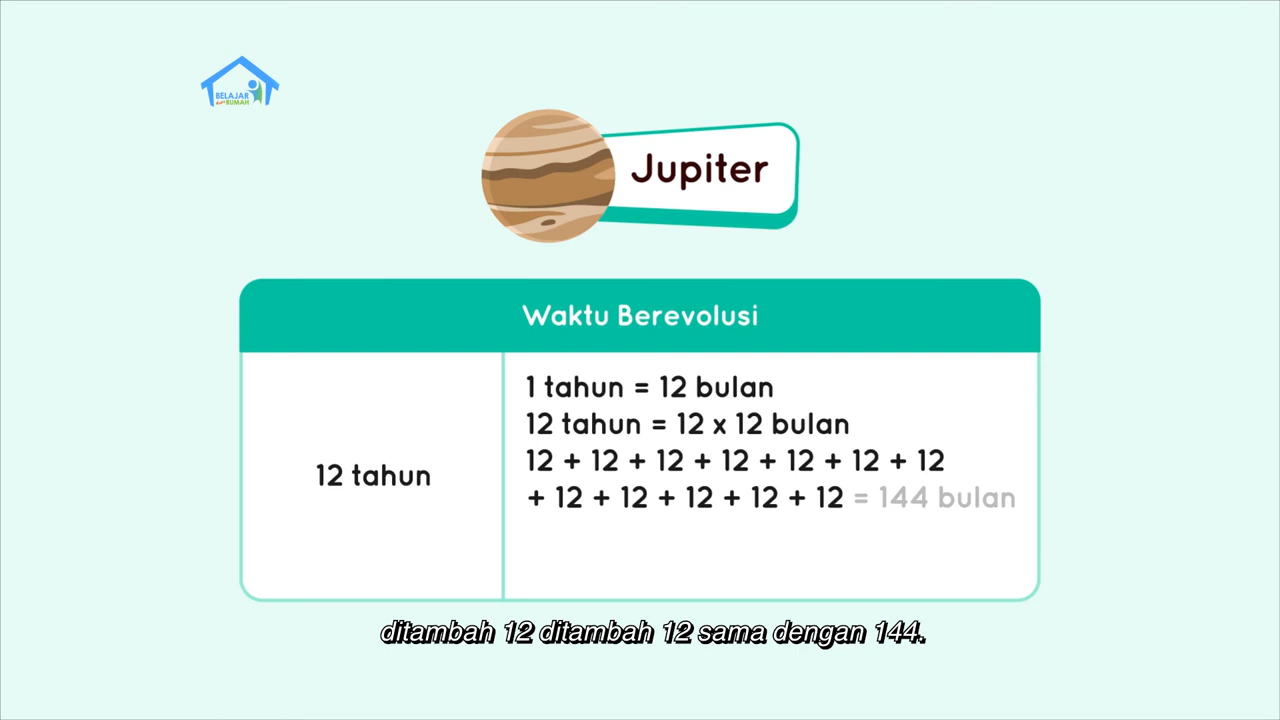 BELAJAR
dari RUMAH
Jupiter
Waktu Berevolusi
12 tahun
1 tahun = 12 bulan
12 tahun = 12 x 12 bulan
12 + 12 + 12 + 12 + 12 + 12 + 12
+ 12 + 12 + 12 + 12 + 12 = 144 bulan
ditambah 12 ditambah 12 sama dengan 144.